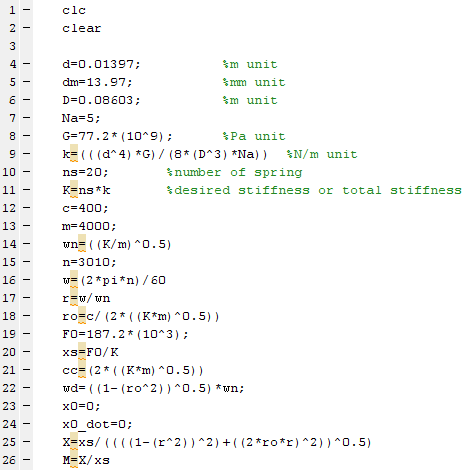 1 - clc
2 - clear
3
4 - d=0.01397; %m unit
5 - dm=13.97; %mm unit
6 - D=0.08603; %m unit
7 - Na=5;
8 - G=77.2*(10^9); %Pa unit
9 - k=(((d^4)*G)/(8*(D^3)*Na)) %N/m unit
10 - ns=20; %number of spring
11 - K=ns*k %desired stiffness or total stiffness
12 - c=400;
13 - m=4000;
14 - wn=((K/m)^0.5)
15 - n=3010;
16 - w=(2*pi*n)/60
17 - r=w/wn
18 - ro=c/(2*((K*m)^0.5))
19 - F0=187.2*(10^3);
20 - xs=F0/K
21 - cc=(2*((K*m)^0.5))
22 - wd=((1-(ro^2))^0.5)*wn;
23 - x0=0;
24 - x0_dot=0;
25 - X=xs/((((1-(r^2))^2)+((2*ro*r)^2))^0.5)
26 - M=X/xs